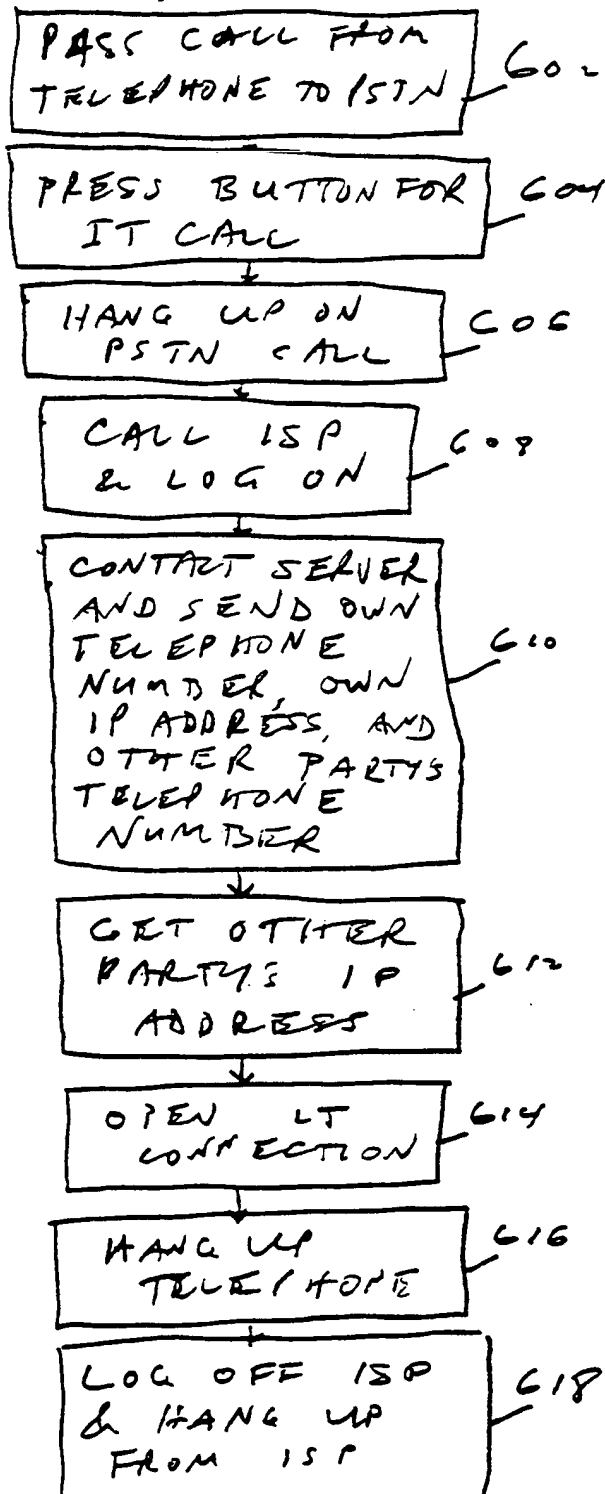 PASS CALL FROM
TELEPHONE TO PSTN
602
PRESS BUTTON FOR
IT CALL
604
HANG UP ON
PSTN CALL
606
CALL ISP
& LOG ON
608
CONTACT SERVER
AND SEND OWN
TELEPHONE
NUMBER, OWN
IP ADDRESS, AND
OTHER PARTY'S
TELEPHONE
NUMBER
610
GET OTHER
PARTY'S IP
ADDRESS
612
OPEN IT
CONNECTION
614
HANG UP
TELEPHONE
616
LOG OFF ISP
& HANG UP
FROM ISP
618